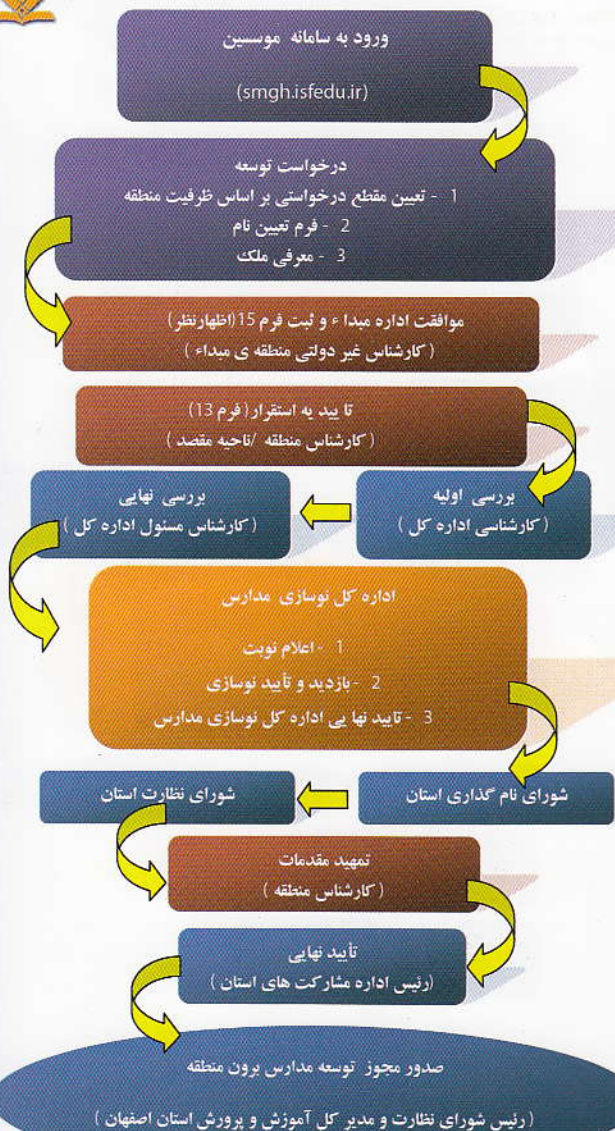 ورود به سامانه موسسین
(smgh.isfedu.ir)
درخواست توسعه
1 - تعیین مقطع درخواستی بر اساس ظرفیت منطقه
2 - فرم تعیین نام
3 - معرفی ملک
موافقت اداره مبدا ء و ثبت فرم 15(اظهارنظر)
( کارشناس غیر دولتی منطقه ی مبداء )
تا یید یه استقرار( فرم 13)
( کارشناس منطقه /ناحیه مقصد )
بررسی اولیه
( کارشناسی اداره کل )
بررسی نهایی
( کارشناس مسئول اداره کل )
اداره کل نوسازی مدارس
1 - اعلام نوبت
2 - بازدید و تأیید نوسازی
3 - تایید نها یی اداره کل نوسازی مدارس
شورای نام گذاری استان
شورای نظارت استان
تمهید مقدمات
( کارشناس منطقه )
تأیید نهایی
(رئیس اداره مشارکت های استان )
صدور مجوز توسعه مدارس برون منطقه
( رئیس شورای نظارت و مدیر کل آموزش و پرورش استان اصفهان )